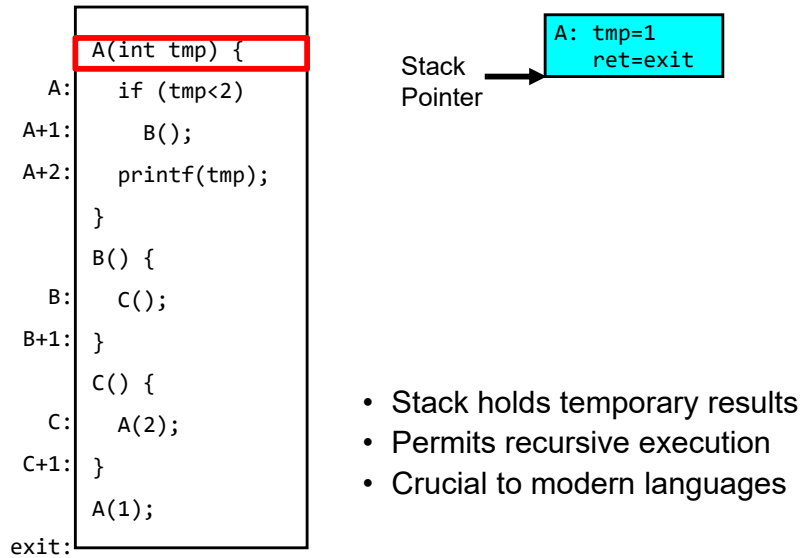 A(int tmp) {
A: if (tmp<2)
A+1: B();
A+2: printf(tmp);
}
B() {
B: C();
B+1: }
C() {
C: A(2);
C+1: }
A(1);
exit:
Stack
Pointer
A: tmp=1
ret=exit
• Stack holds temporary results
• Permits recursive execution
• Crucial to modern languages